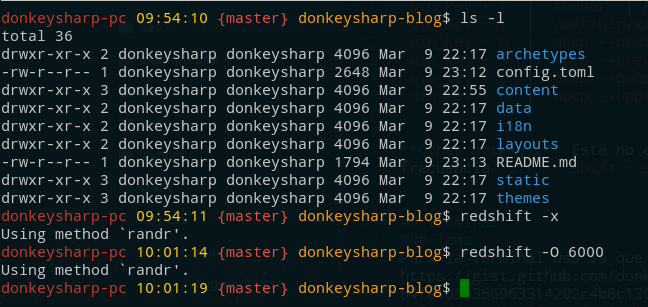 donkeysharp-pc 09:54:10 {master} donkeysharp-blog$ ls -l
total 36
drwxr-xr-x 2 donkeysharp donkeysharp 4096 Mar  9 22:17 archetypes
-rw-r--r-- 1 donkeysharp donkeysharp 2648 Mar  9 23:12 config.toml
drwxr-xr-x 3 donkeysharp donkeysharp 4096 Mar  9 22:55 content
drwxr-xr-x 2 donkeysharp donkeysharp 4096 Mar  9 22:17 data
drwxr-xr-x 2 donkeysharp donkeysharp 4096 Mar  9 22:17 i18n
drwxr-xr-x 2 donkeysharp donkeysharp 4096 Mar  9 22:17 layouts
-rw-r--r-- 1 donkeysharp donkeysharp 1794 Mar  9 23:13 README.md
drwxr-xr-x 3 donkeysharp donkeysharp 4096 Mar  9 22:17 static
drwxr-xr-x 3 donkeysharp donkeysharp 4096 Mar  9 22:17 themes
donkeysharp-pc 09:54:11 {master} donkeysharp-blog$ redshift -x
Using method `randr'.
donkeysharp-pc 10:01:14 {master} donkeysharp-blog$ redshift -O 6000
Using method `randr'.
donkeysharp-pc 10:01:19 {master} donkeysharp-blog$